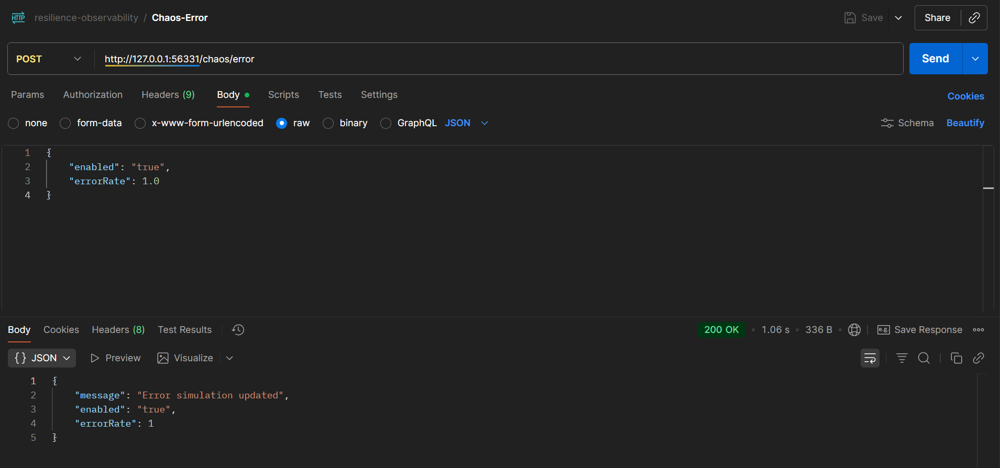 HTTP resilience-observability / Chaos-Error Save Share
POST http://127.0.0.1:56331/chaos/error Send
Params Authorization Headers (9) Body Scripts Tests Settings Cookies
none form-data x-www-form-urlencoded raw binary GraphQL JSON Schema Beautify
1 {
2 "enabled": "true",
3 "errorRate": 1.0
4 }
Body Cookies Headers (8) Test Results 200 OK • 1.06 s • 336 B • e.g. Save Response
{} JSON Preview Visualize
1 {
2 "message": "Error simulation updated",
3 "enabled": "true",
4 "errorRate": 1
5 }